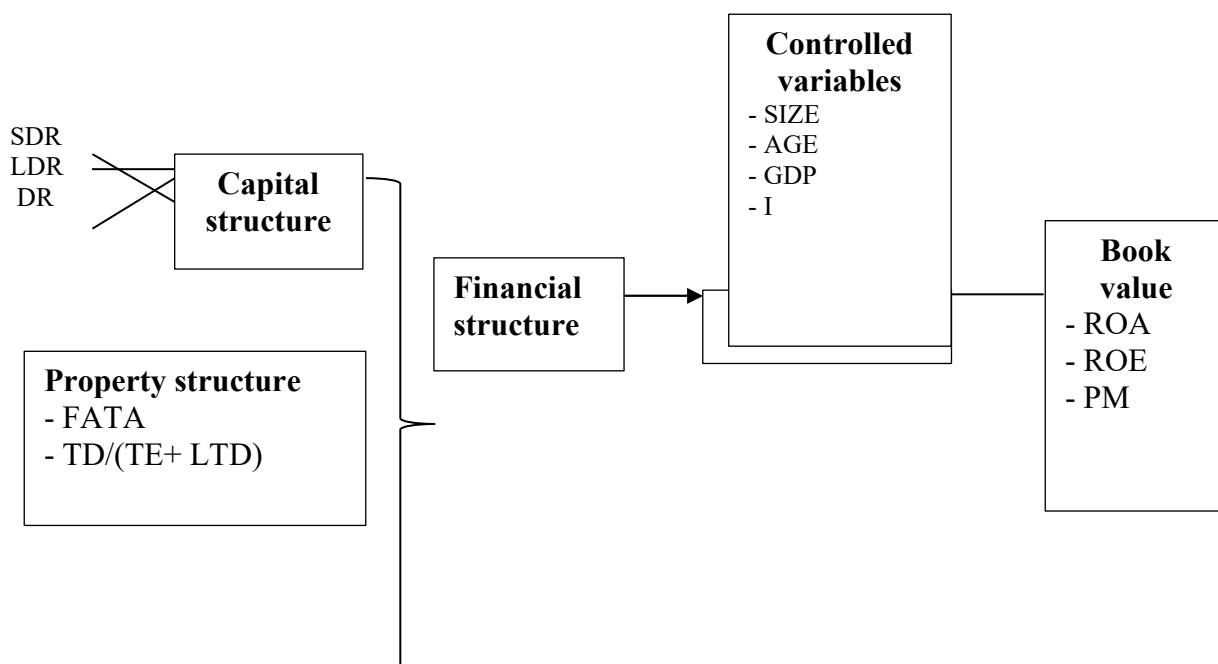 SDR
LDR
DR
Capital
structure
Property structure
- FATA
- TD/(TE+ LTD)
Financial
structure
Controlled
variables
- SIZE
- AGE
- GDP
- I
Book
value
- ROA
- ROE
- PM